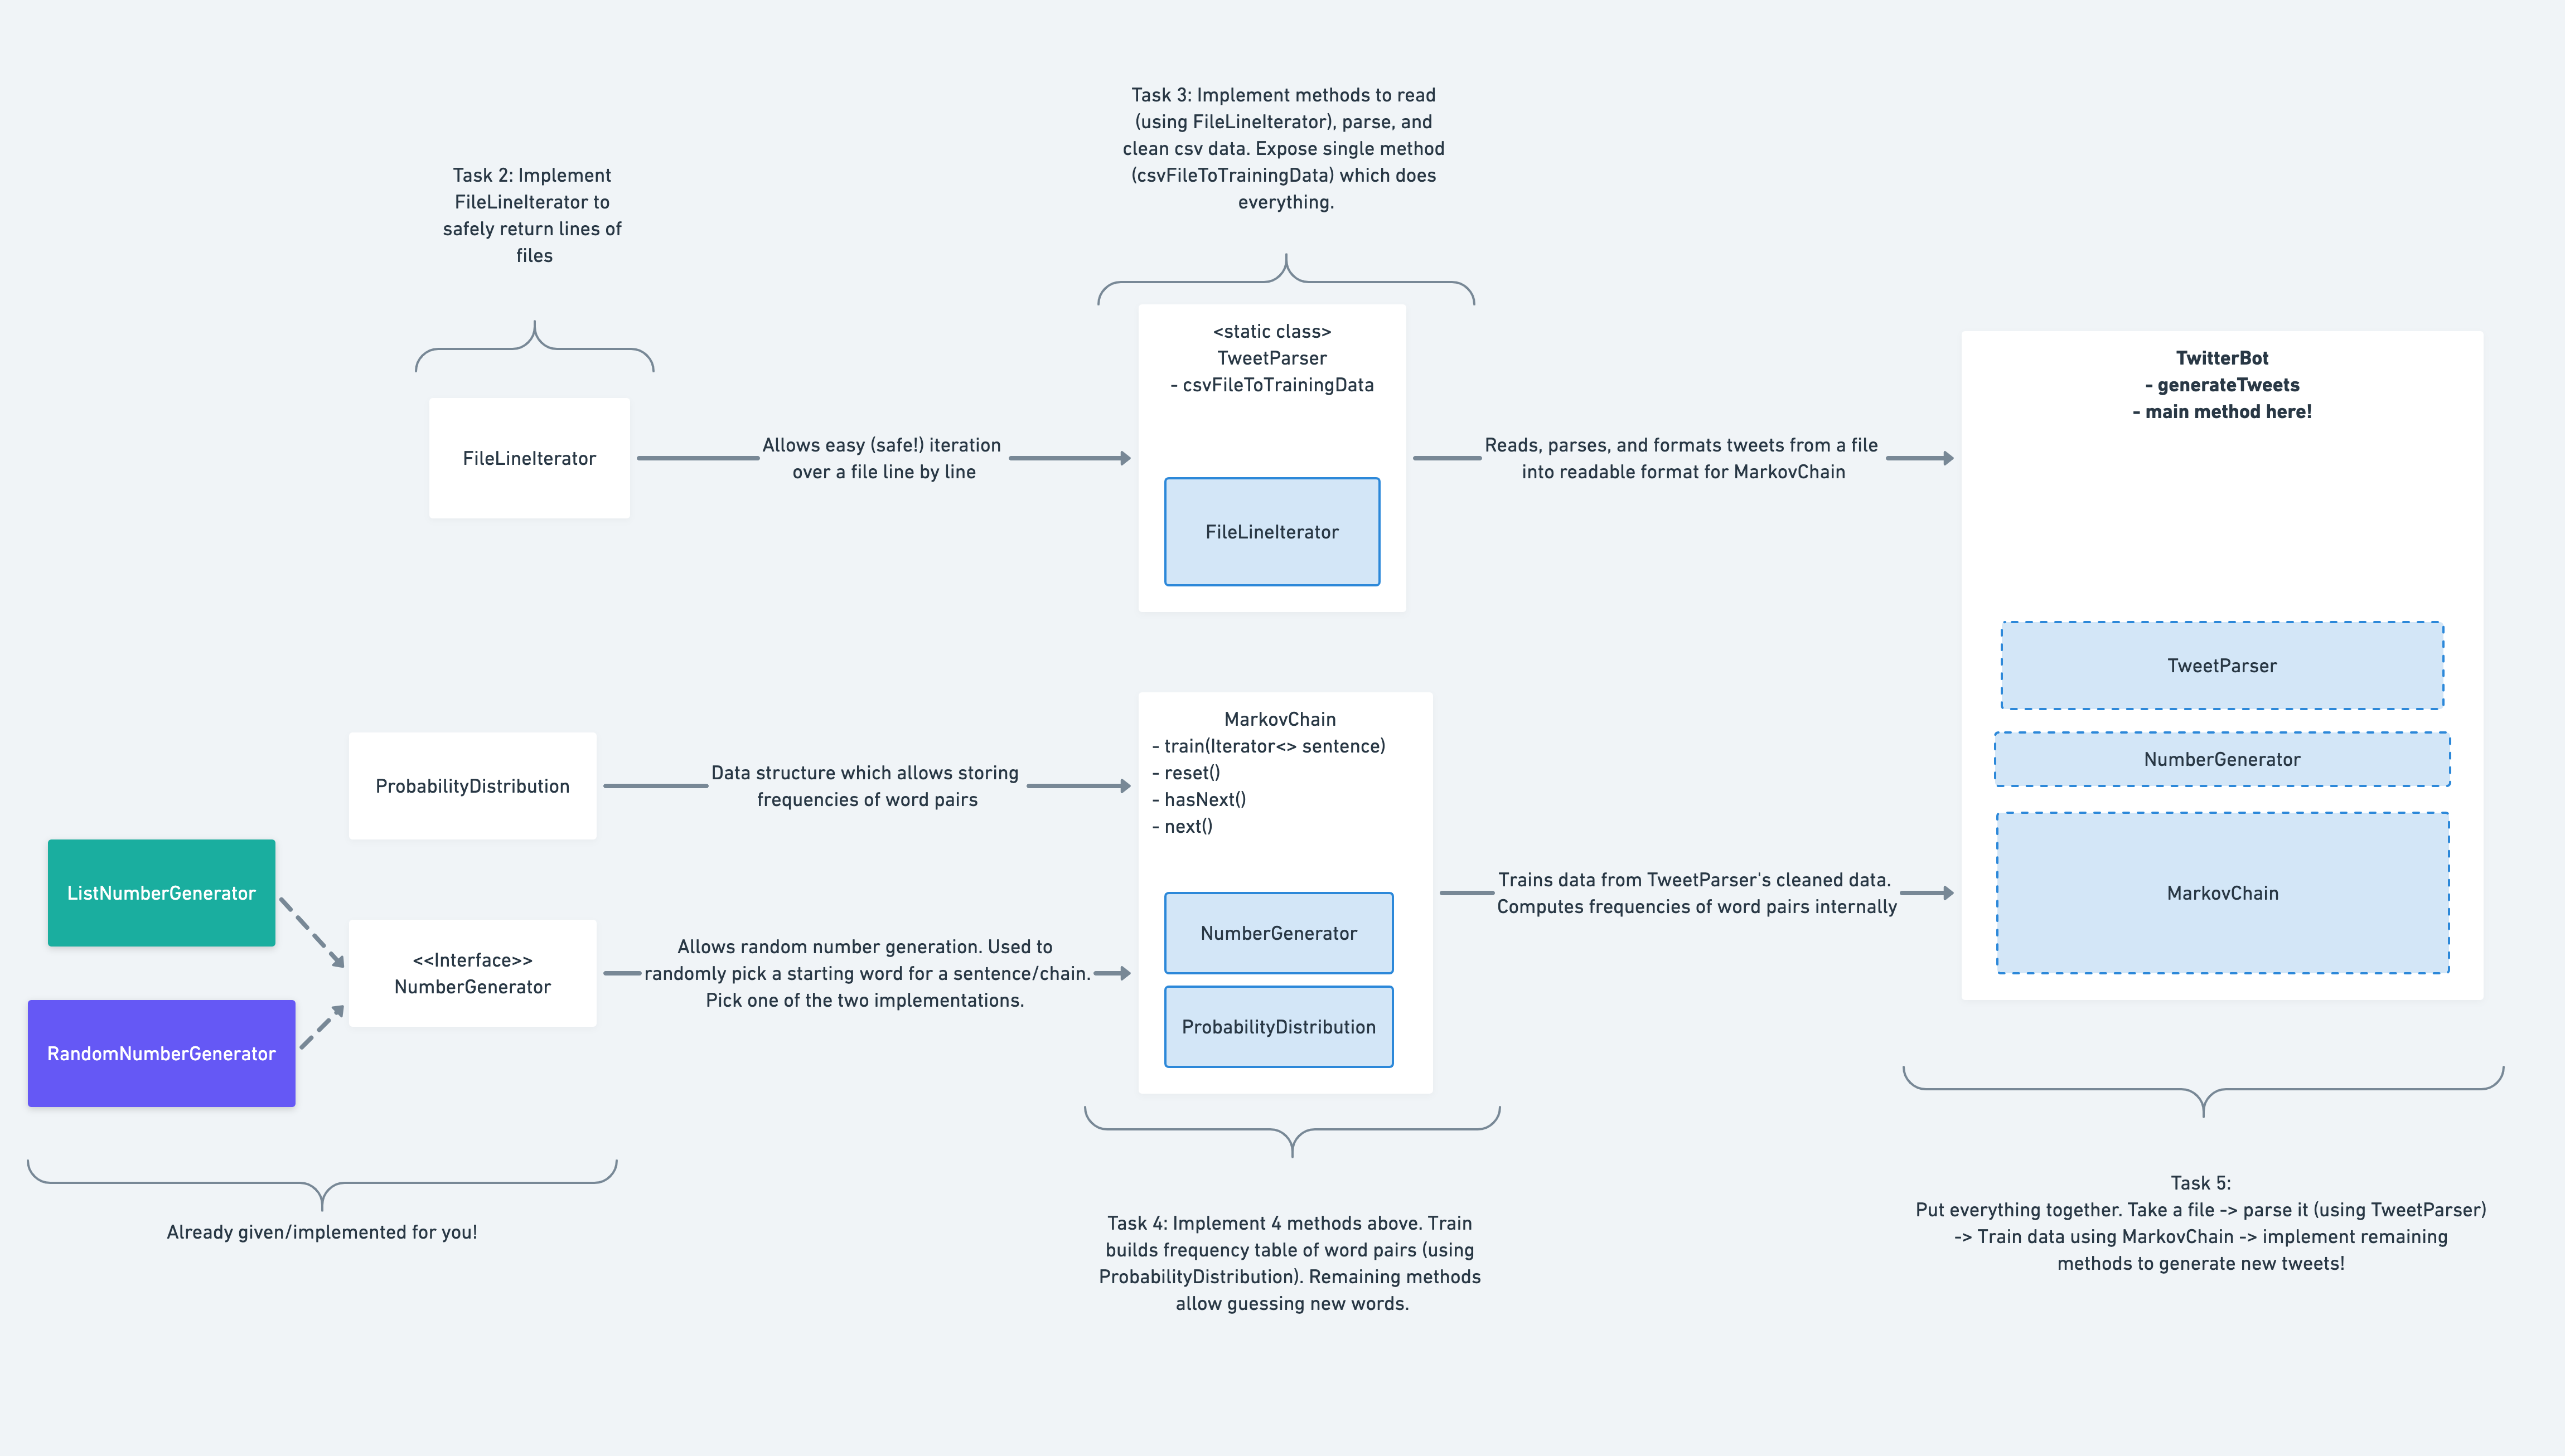 Task 3: Implement methods to read
(using FileLineIterator), parse, and
clean csv data. Expose single method
(csvFileToTrainingData) which does
everything.
Task 2: Implement
FileLineIterator to
safely return lines of
files
<static class>
TweetParser
- csvFileToTrainingData
TwitterBot
- generateTweets
- main method here!
FileLineIterator
Allows easy (safe!) iteration
over a file line by line
Reads, parses, and formats tweets from a file
into readable format for MarkovChain
FileLineIterator
TweetParser
MarkovChain
- train(Iterator<> sentence)
- reset()
- hasNext()
- next()
NumberGenerator
ProbabilityDistribution
Data structure which allows storing
frequencies of word pairs
ListNumberGenerator
Trains data from TweetParser's cleaned data.
Computes frequencies of word pairs internally
MarkovChain
NumberGenerator
<<Interface>>
NumberGenerator
Allows random number generation. Used to
randomly pick a starting word for a sentence/chain.
Pick one of the two implementations.
ProbabilityDistribution
RandomNumberGenerator
Already given/implemented for you!
Task 4: Implement 4 methods above. Train
builds frequency table of word pairs (using
ProbabilityDistribution). Remaining methods
allow guessing new words.
Task 5:
Put everything together. Take a file -> parse it (using TweetParser)
-> Train data using MarkovChain -> implement remaining
methods to generate new tweets!